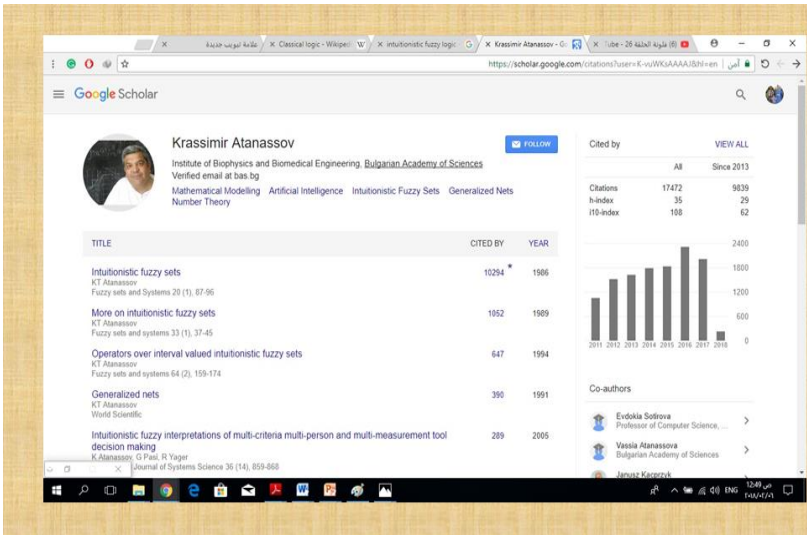 علامة تبويب جديدة
Classical logic - Wikipedi
intuitionistic fuzzy logic
Krassimir Atanassov - G
https://scholar.google.com/citations?user=K-vuWKsAAAAJ&hl=en
آمن
Google Scholar
Krassimir Atanassov
FOLLOW
Institute of Biophysics and Biomedical Engineering, Bulgarian Academy of Sciences
Verified email at bas.bg
Mathematical Modelling Artificial Intelligence Intuitionistic Fuzzy Sets Generalized Nets
Number Theory
TITLE CITED BY YEAR
Intuitionistic fuzzy sets 10294 * 1986
KT Atanassov
Fuzzy sets and Systems 20 (1), 87-96
More on intuitionistic fuzzy sets 1052 1989
KT Atanassov
Fuzzy sets and systems 33 (1), 37-45
Operators over interval valued intuitionistic fuzzy sets 647 1994
KT Atanassov
Fuzzy sets and systems 64 (2), 159-174
Generalized nets 390 1991
KT Atanassov
World Scientific
Intuitionistic fuzzy interpretations of multi-criteria multi-person and multi-measurement tool 289 2005
decision making
K Atanassov, G Pasi, R Yager
Journal of Systems Science 36 (14), 859-868
Cited by VIEW ALL
All Since 2013
Citations 17472 9839
h-index 35 29
i10-index 108 62
2400
1800
1200
600
0
2011 2012 2013 2014 2015 2016 2017 2018
Co-authors
Evdokia Sotirova
Professor of Computer Science, ...
Vassia Atanassova
Bulgarian Academy of Sciences
Janusz Kacprzyk
ENG
12:49 ص